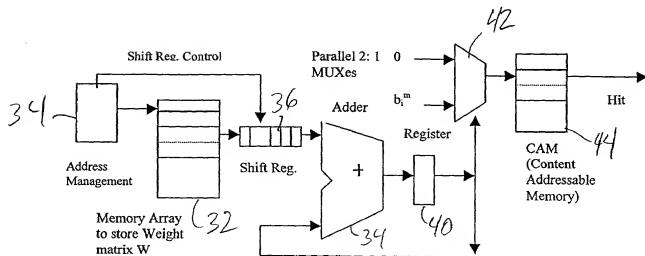 Shift Reg. Control
Parallel 2: 1
MUXes
0
42
34
36
Adder
b_i^m
Hit
Register
Address
Management
Shift Reg.
+
44
CAM
(Content
Addressable
Memory)
Memory Array
to store Weight
matrix W
32
34
40